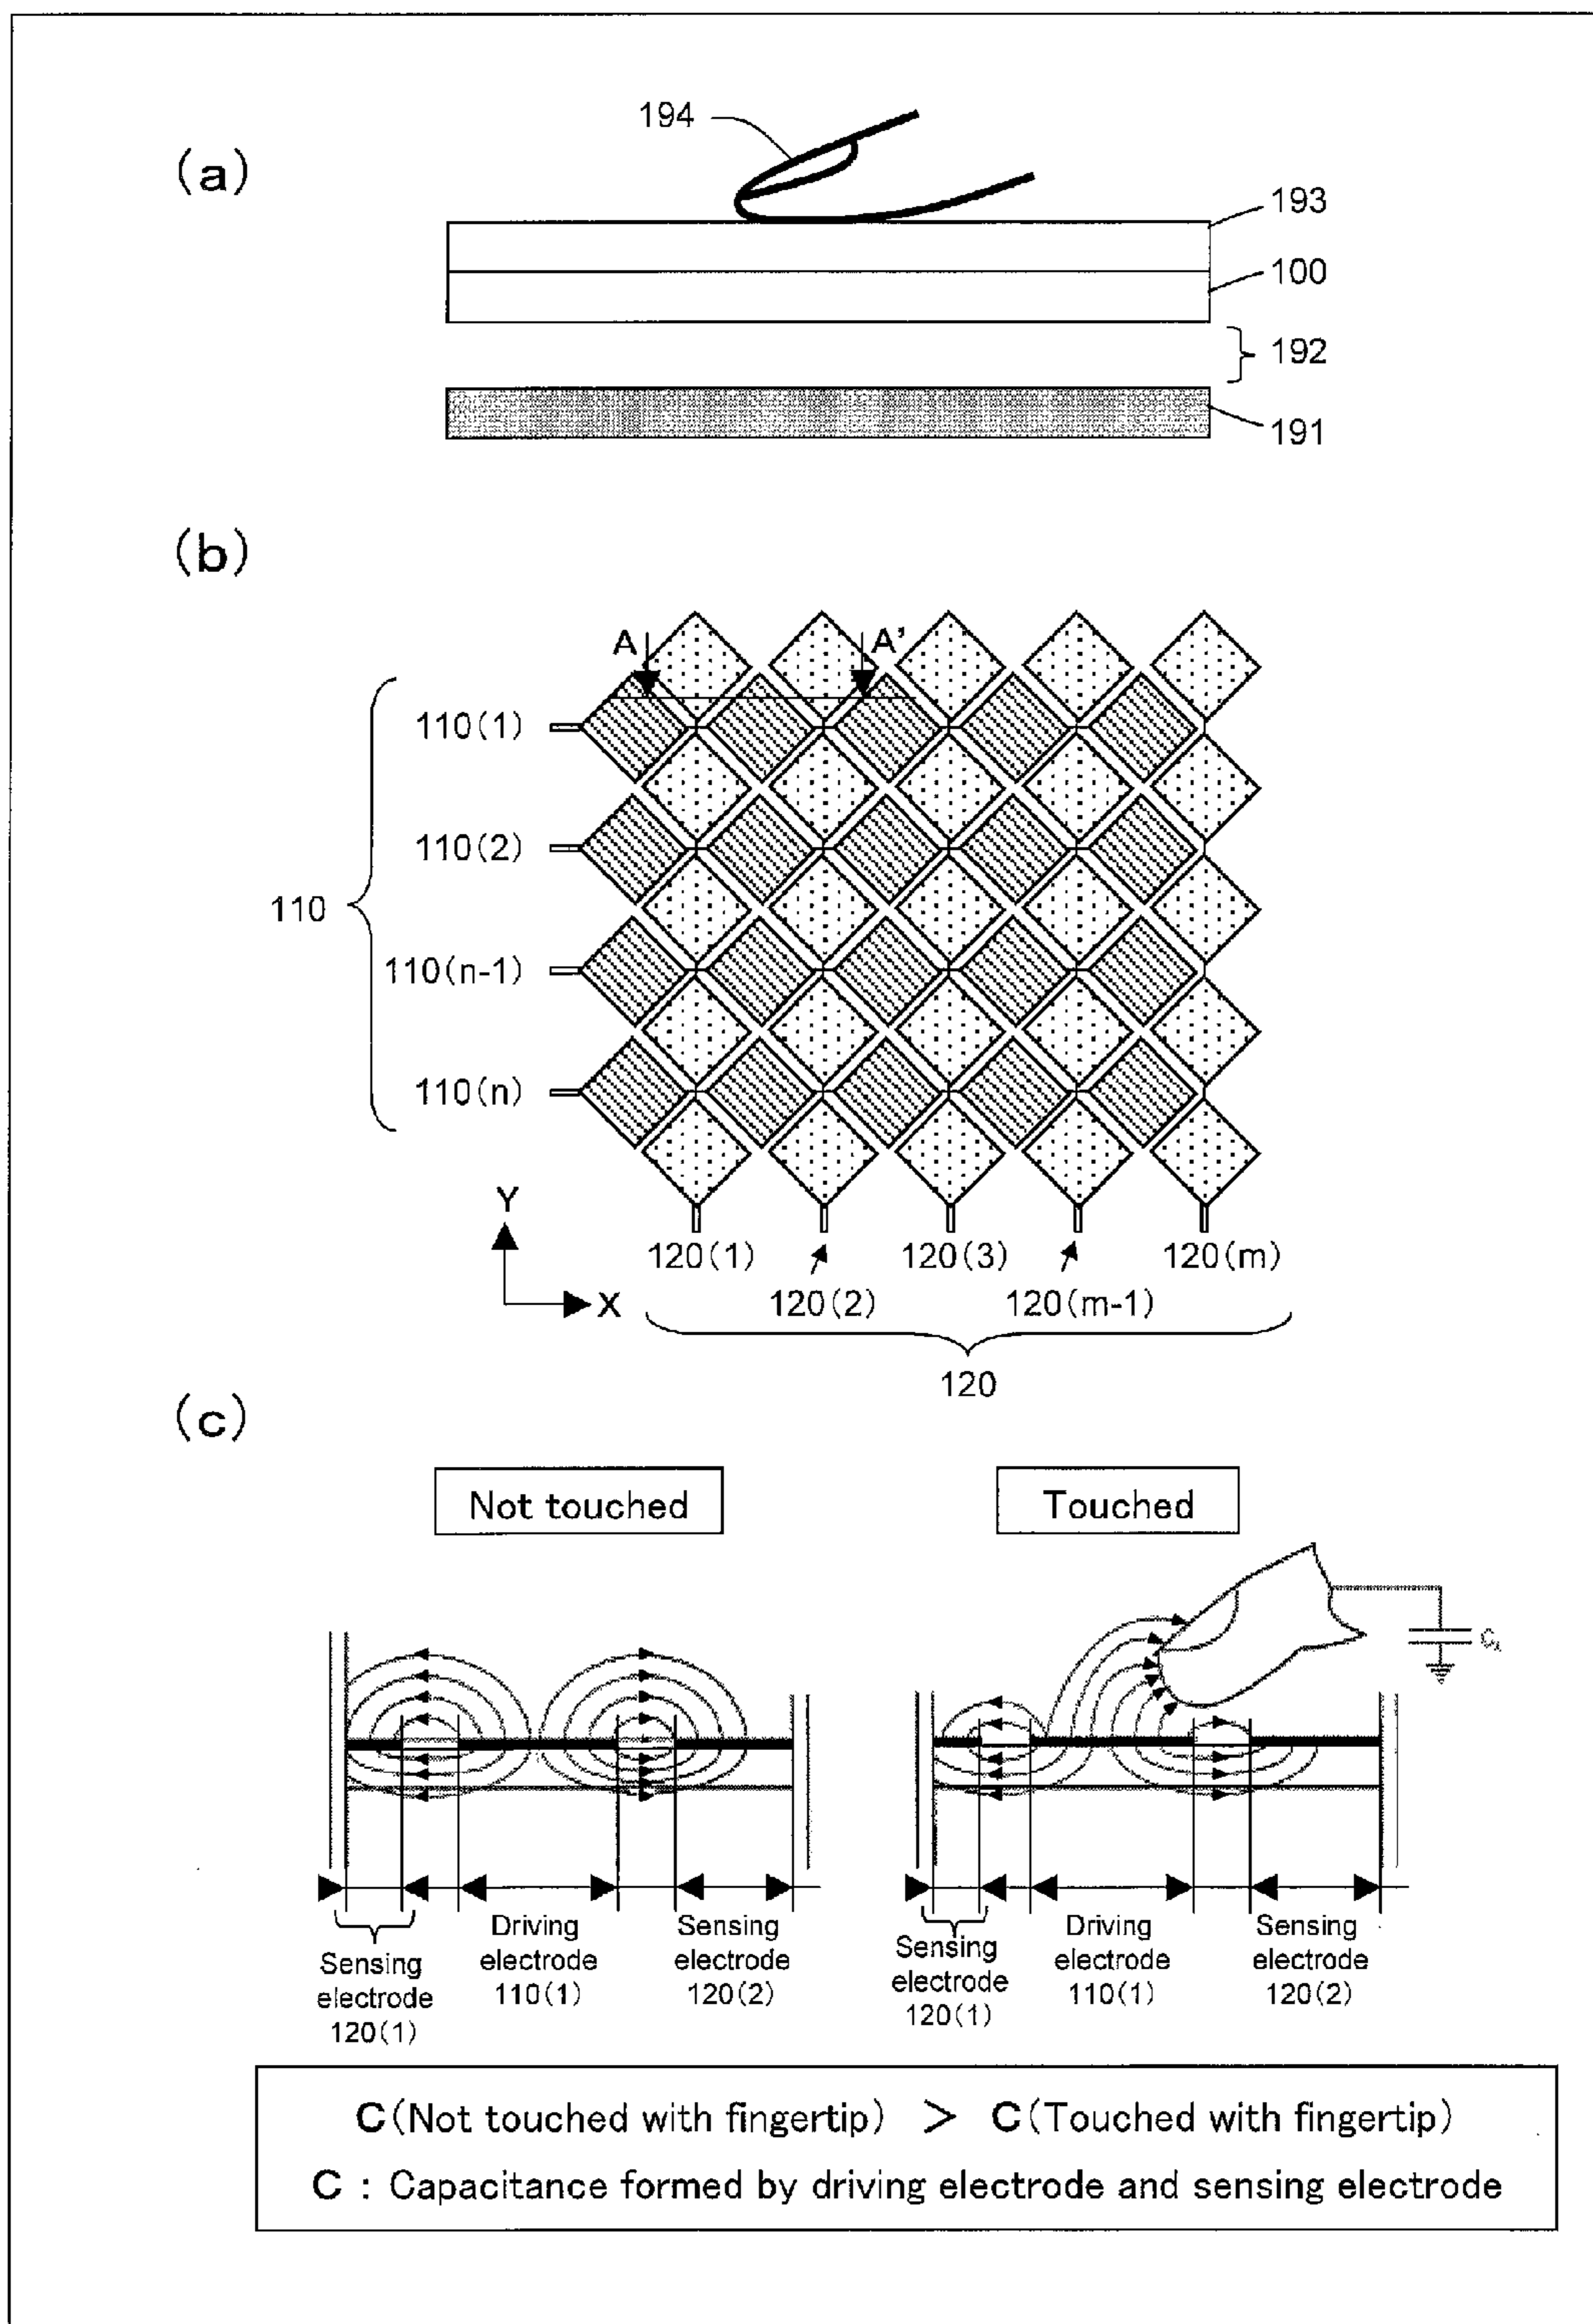 (a)
194
193
100
192
191
(b)
A
A'
110(1)
110(2)
110
110(n-1)
110(n)
Y
X
120(1)
120(2)
120(3)
120(m-1)
120(m)
120
(c)
Not touched
Touched
Sensing
electrode
120(1)
Driving
electrode
110(1)
Sensing
electrode
120(2)
Sensing
electrode
120(1)
Driving
electrode
110(1)
Sensing
electrode
120(2)
C(Not touched with fingertip) > C(Touched with fingertip)
C : Capacitance formed by driving electrode and sensing electrode